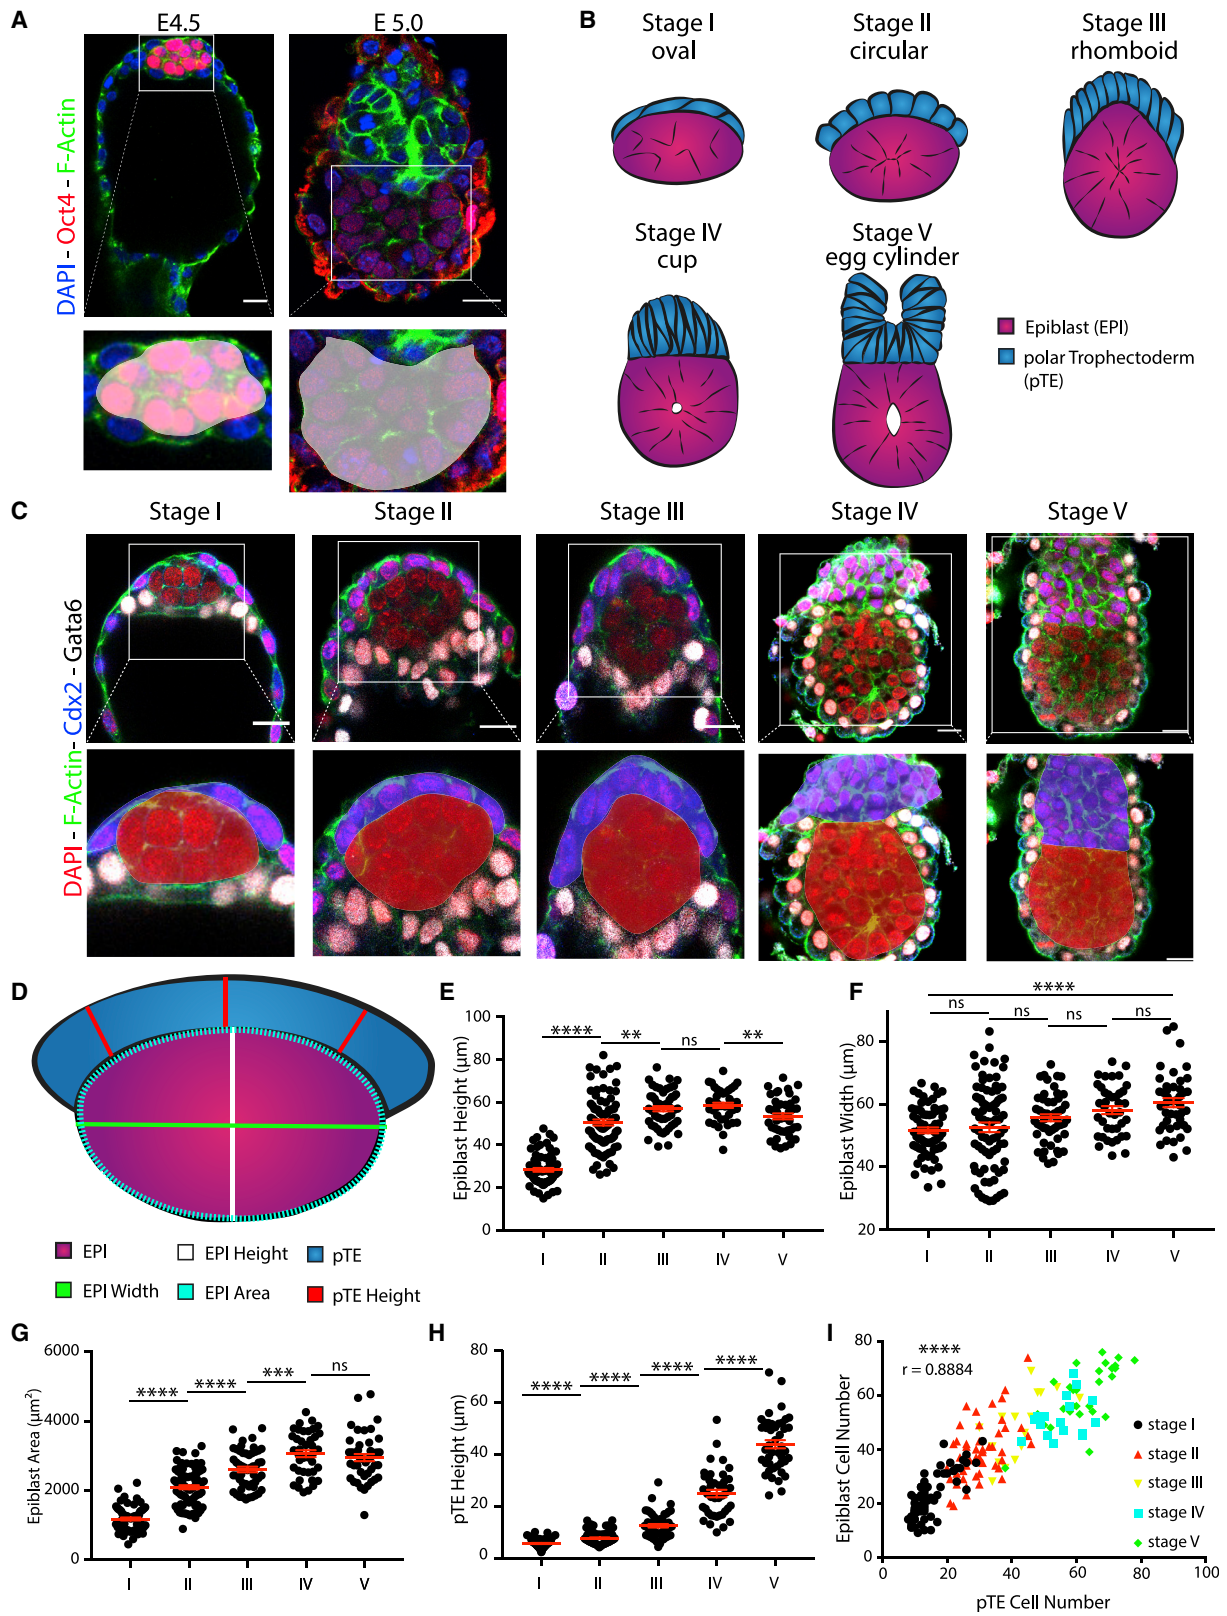 A
E4.5
E 5.0
DAPI - Oct4 - F-Actin
B
Stage I
oval
Stage II
circular
Stage III
rhomboid
Stage IV
cup
Stage V
egg cylinder
Epiblast (EPI)
polar Trophectoderm
(pTE)
C
Stage I
Stage II
Stage III
Stage IV
Stage V
DAPI - F-Actin- Cdx2 - Gata6
D
EPI
EPI Height
pTE
EPI Width
EPI Area
pTE Height
E
Epiblast Height (µm)
100
80
60
40
20
0
****
**
ns
**
I
II
III
IV
V
F
Epiblast Width (µm)
80
60
40
20
****
ns
ns
ns
ns
I
II
III
IV
V
G
Epiblast Area (µm²)
6000
4000
2000
0
****
****
***
ns
I
II
III
IV
V
H
pTE Height (µm)
80
60
40
20
0
****
****
****
****
I
II
III
IV
V
I
Epiblast Cell Number
80
60
40
20
0
****
r = 0.8884
stage I
stage II
stage III
stage IV
stage V
0
20
40
60
80
100
pTE Cell Number